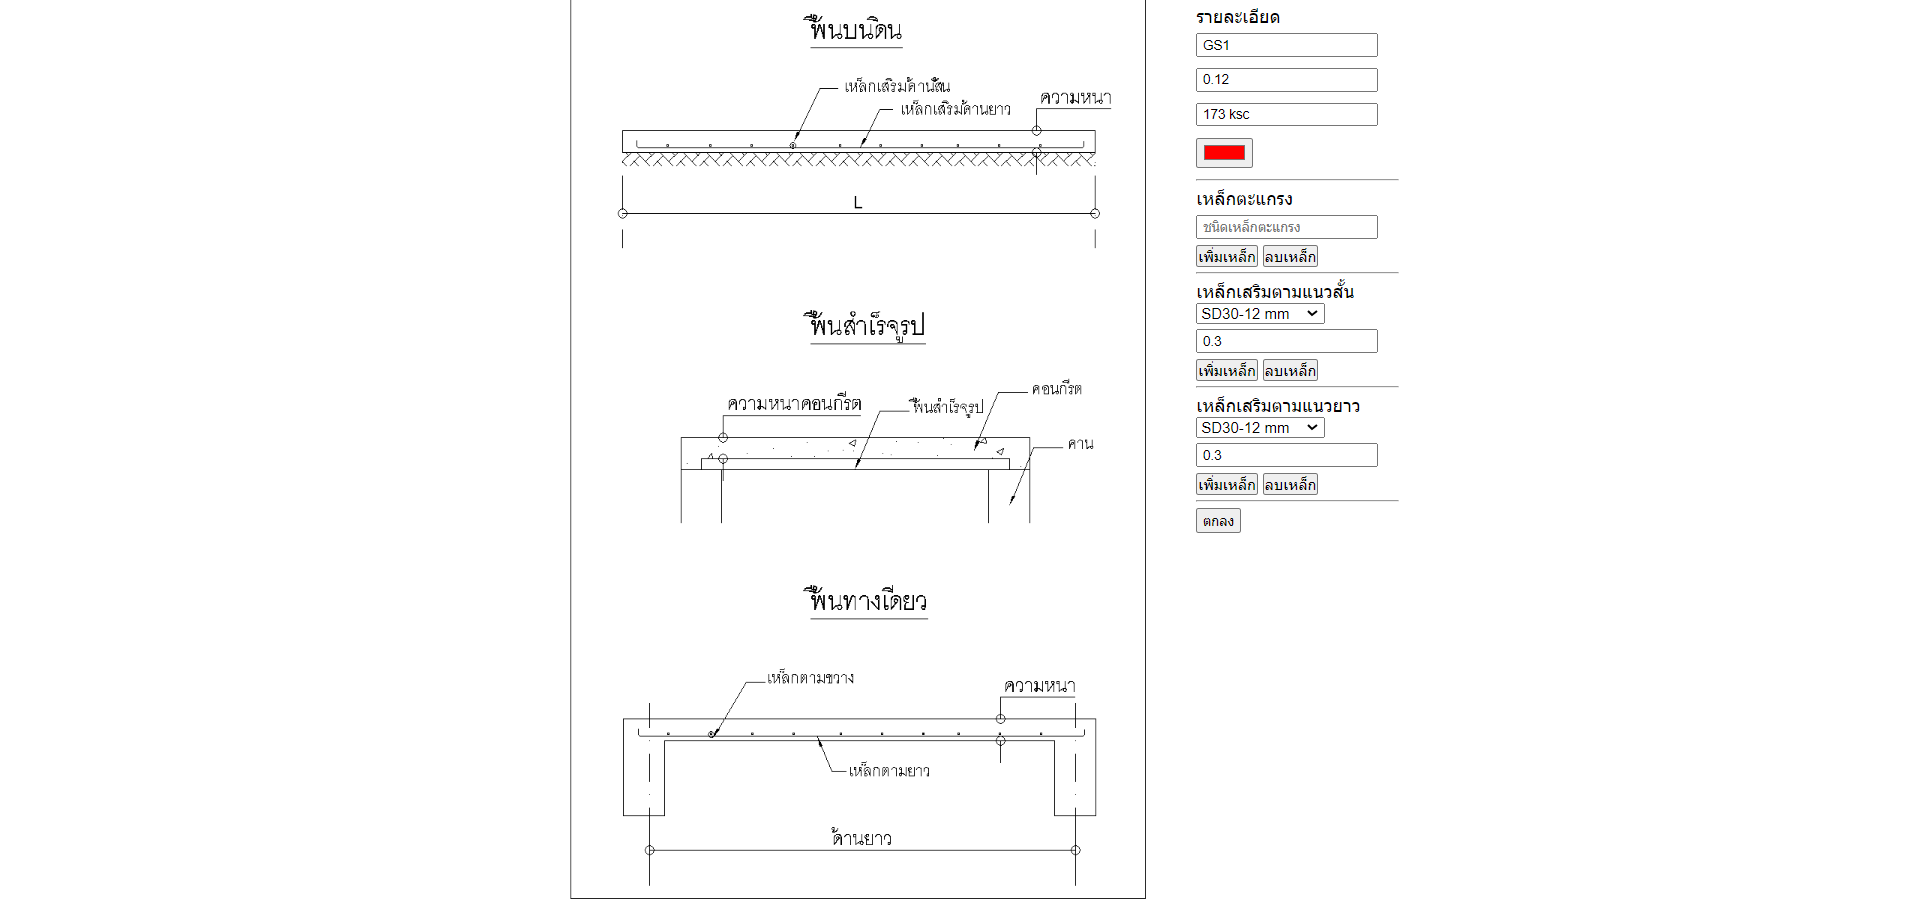 พื้นบนดิน
เหล็กเสริมด้านสั้น
เหล็กเสริมด้านยาว
ความหนา
L
พื้นสำเร็จรูป
ความหนาคอนกรีต
พื้นสำเร็จรูป
คอนกรีต
คาน
พื้นทางเดียว
เหล็กตามขวาง
ความหนา
เหล็กตามยาว
ด้านยาว
รายละเอียด
GS1
0.12
173 ksc
เหล็กตะแกรง
ชนิดเหล็กตะแกรง
เพิ่มเหล็ก ลบเหล็ก
เหล็กเสริมตามแนวสั้น
SD30-12 mm
0.3
เพิ่มเหล็ก ลบเหล็ก
เหล็กเสริมตามแนวยาว
SD30-12 mm
0.3
เพิ่มเหล็ก ลบเหล็ก
ตกลง